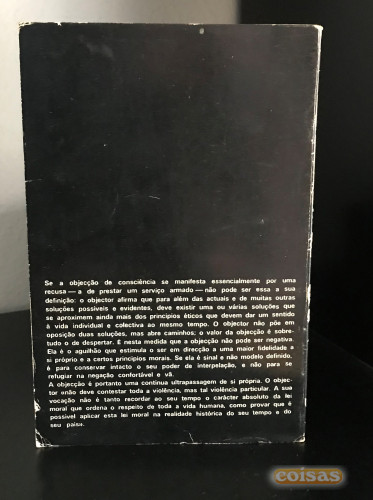 Se a objecção de consciência se manifesta essencialmente por uma
recusa — a de prestar um serviço armado — não pode ser essa a sua
definição: o objector afirma que para além das actuais e de muitas outras
soluções possíveis e evidentes, deve existir uma ou várias soluções que
se aproximem ainda mais dos princípios éticos que devem dar um sentido
à vida individual e colectiva ao mesmo tempo. O objector não põe em
oposição duas soluções, mas abre caminhos; o valor da objecção é sobre-
tudo o de despertar. É nesta medida que a objecção não pode ser negativa.
Ela é o aguilhão que estimula o ser em direcção a uma maior fidelidade a
si próprio e a certos princípios morais. Se ela é sinal e não modelo definido,
é para conservar intacto o seu poder de interpelação, e não para se
refugiar na negação confortável e vã.
A objecção é portanto uma contínua ultrapassagem de si própria. O objec-
tor «não deve contestar toda a violência, mas tal violência particular. A sua
vocação não é tanto recordar ao seu tempo o carácter absoluto da lei
moral que ordena o respeito de toda a vida humana, como provar que é
possível aplicar esta lei moral na realidade histórica do seu tempo e do
seu país».
coisas